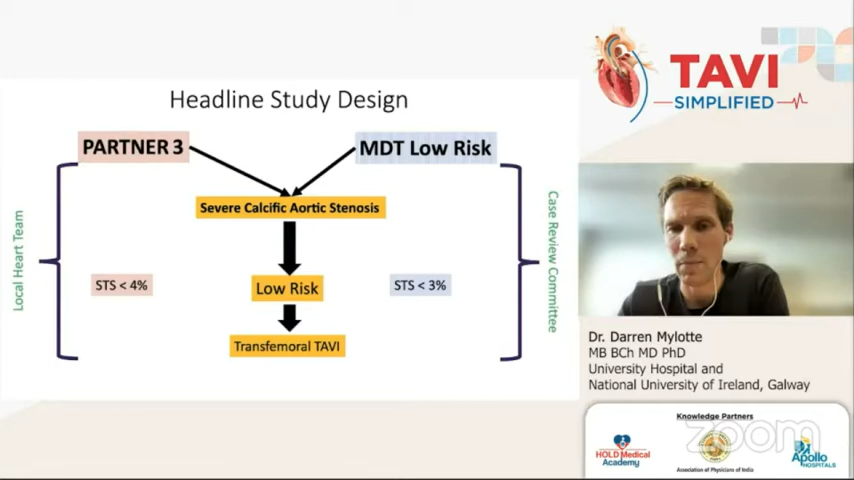 Headline Study Design
PARTNER 3
MDT Low Risk
Severe Calcific Aortic Stenosis
Local Heart Team
Case Review Committee
STS < 4%
Low Risk
STS < 3%
Transfemoral TAVI
TAVI
SIMPLIFIED
Dr. Darren Mylotte
MB BCh MD PhD
University Hospital and
National University of Ireland, Galway
Knowledge Partners
zoom
HOLD Medical
Academy
Association of Physicians of India
Apollo
HOSPITALS